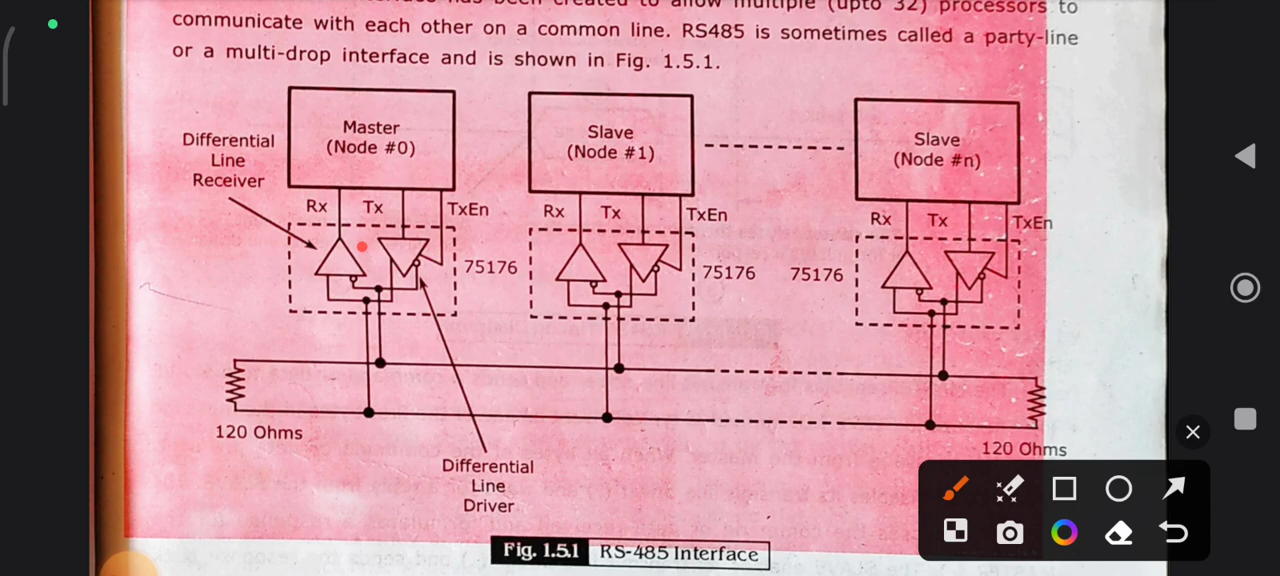 communicate with each other on a common line. RS485 is sometimes called a party-line
or a multi-drop interface and is shown in Fig. 1.5.1.
Differential
Line
Receiver
Master
(Node #0)
Slave
(Node #1)
Slave
(Node #n)
Rx Tx TxEn
Rx Tx TxEn
Rx Tx TxEn
75176
75176
75176
120 Ohms
120 Ohms
Differential
Line
Driver
Fig. 1.5.1 RS-485 Interface